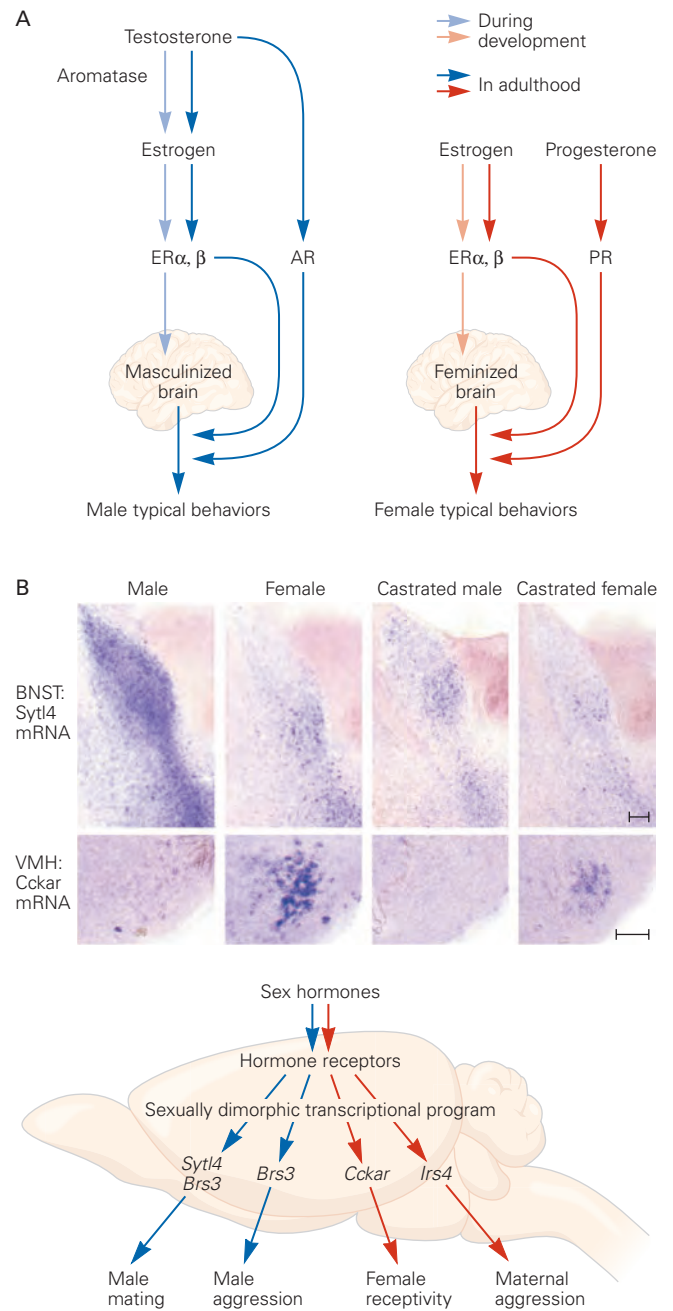 A
Testosterone
During
development
Aromatase
In adulthood
Estrogen
Estrogen
Progesterone
ERα, β
AR
ERα, β
PR
Masculinized
brain
Feminized
brain
Male typical behaviors
Female typical behaviors
B
Male
Female
Castrated male
Castrated female
BNST:
Sytl4
mRNA
VMH:
Cckar
mRNA
Sex hormones
Hormone receptors
Sexually dimorphic transcriptional program
Sytl4
Brs3
Brs3
Cckar
Irs4
Male
mating
Male
aggression
Female
receptivity
Maternal
aggression